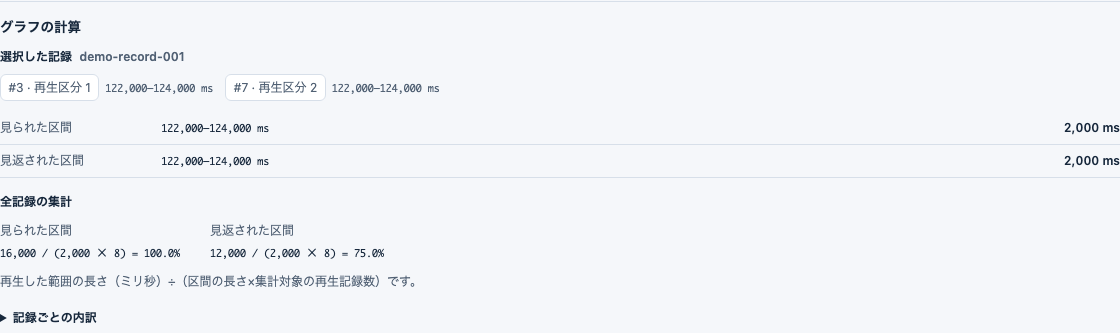 グラフの計算
選択した記録 demo-record-001
#3 · 再生区分 1 122,000–124,000 ms #7 · 再生区分 2 122,000–124,000 ms
見られた区間 122,000–124,000 ms 2,000 ms
見返された区間 122,000–124,000 ms 2,000 ms
全記録の集計
見られた区間 見返された区間
16,000 / (2,000 × 8) = 100.0% 12,000 / (2,000 × 8) = 75.0%
再生した範囲の長さ（ミリ秒）÷（区間の長さ×集計対象の再生記録数）です。
▶ 記録ごとの内訳